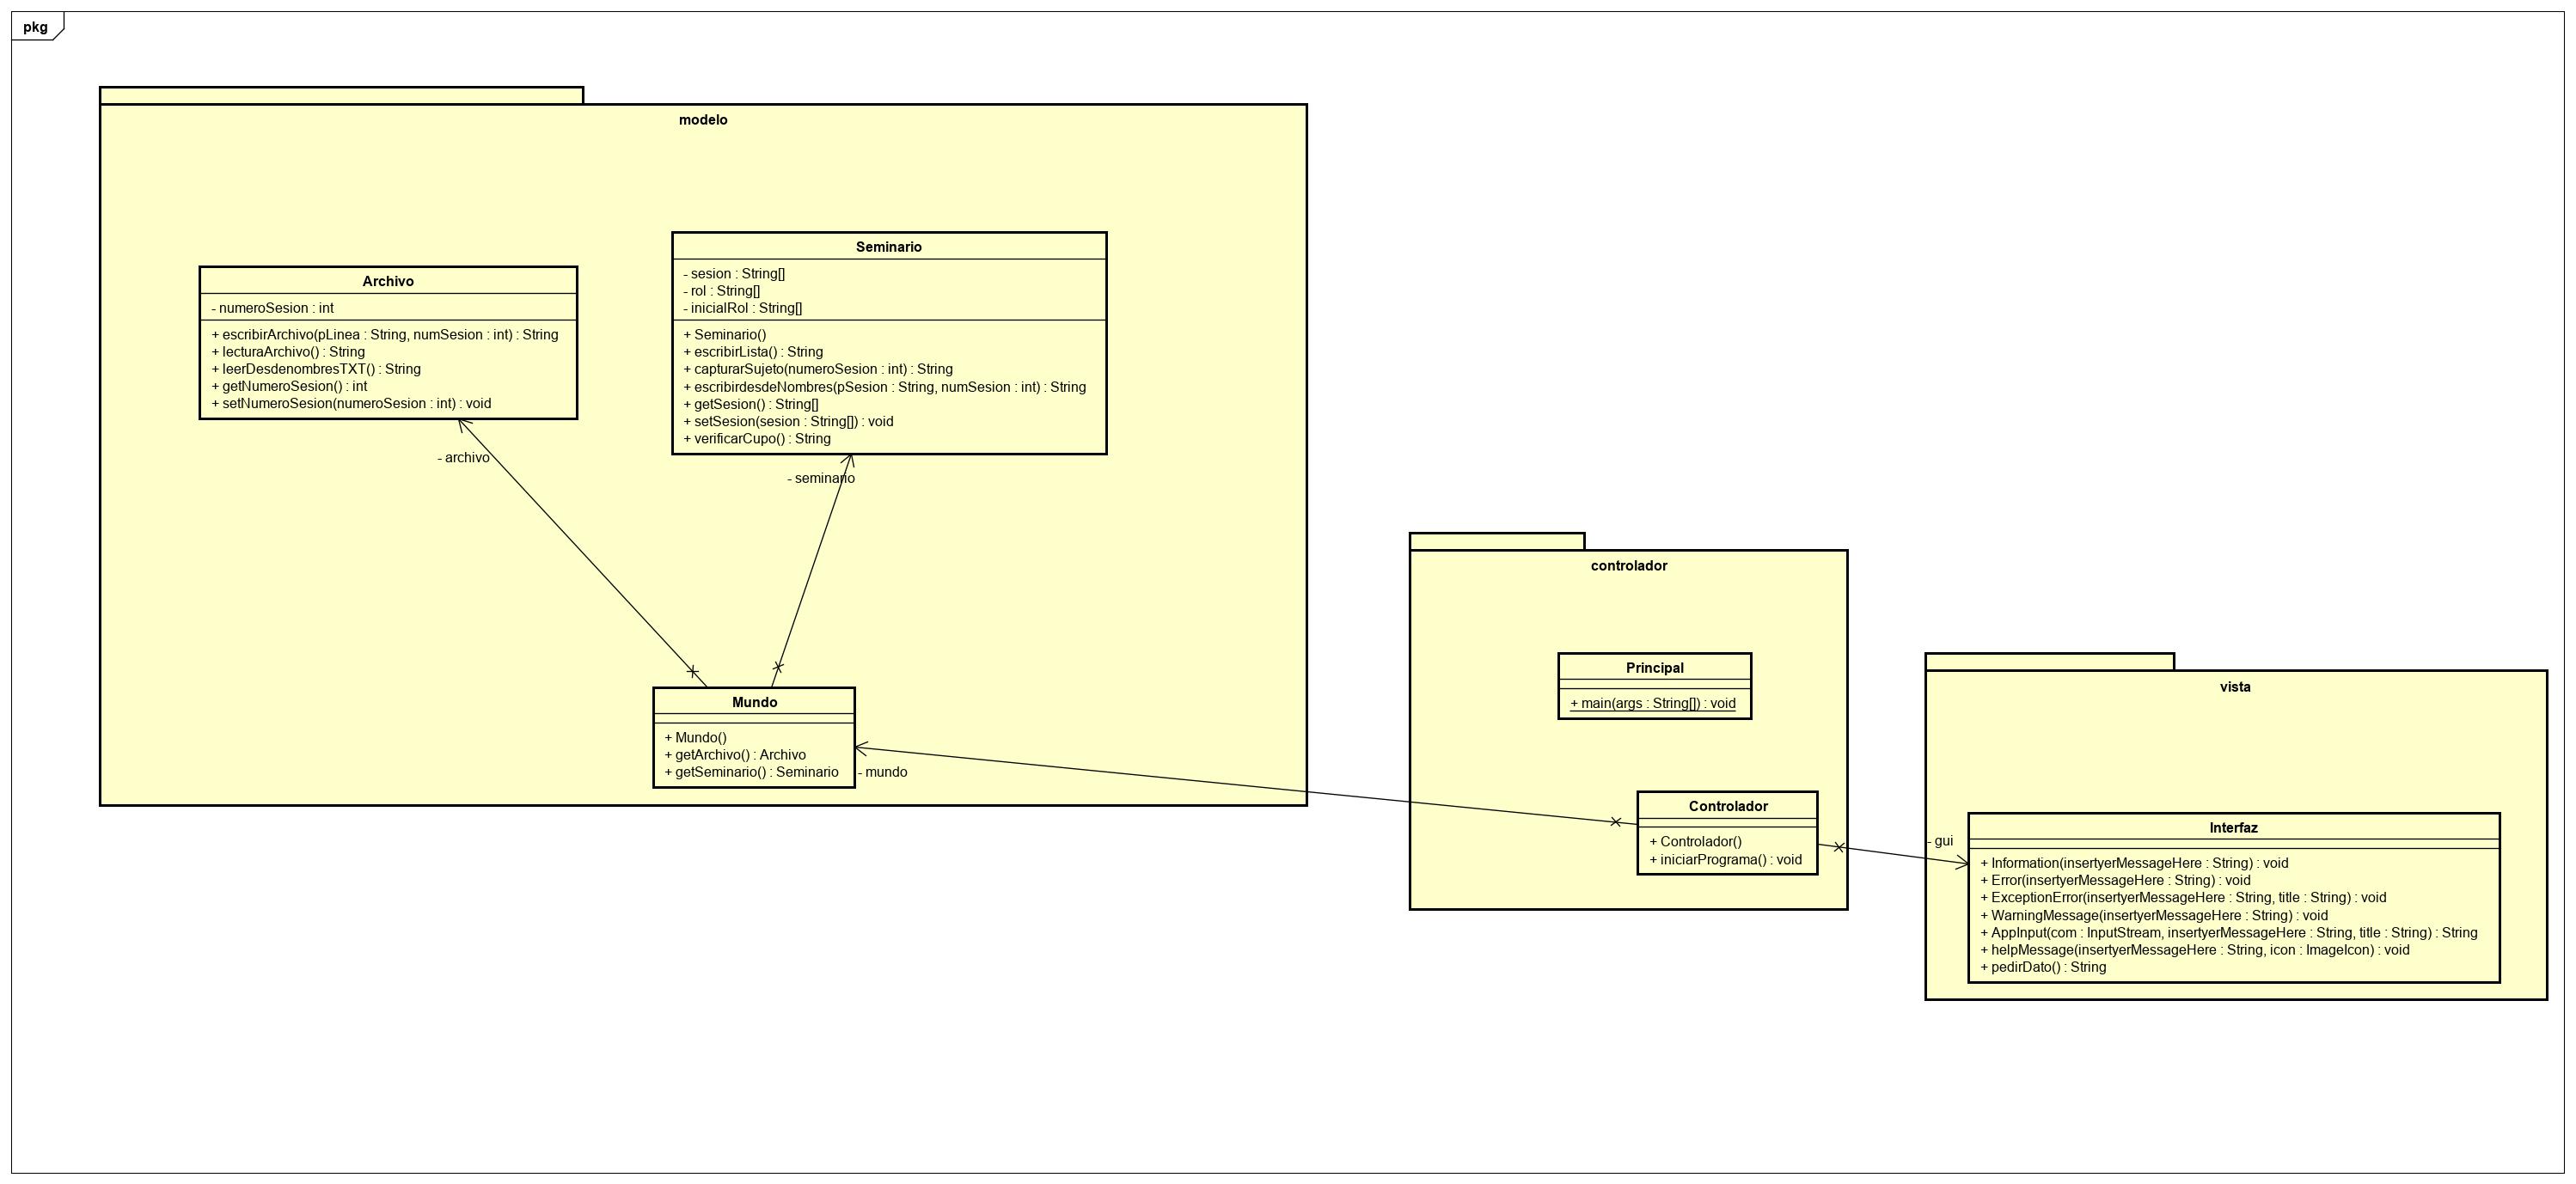 pkg
modelo
Archivo
- numeroSesion : int
+ escribirArchivo(pLinea : String, numSesion : int) : String
+ lecturaArchivo() : String
+ leerDesdenombresTXT() : String
+ getNumeroSesion() : int
+ setNumeroSesion(numeroSesion : int) : void
- archivo
Seminario
- sesion : String[]
- rol : String[]
- inicialRol : String[]
+ Seminario()
+ escribirLista() : String
+ capturarSujeto(numeroSesion : int) : String
+ escribirdesdeNombres(pSesion : String, numSesion : int) : String
+ getSesion() : String[]
+ setSesion(sesion : String[]) : void
+ verificarCupo() : String
- seminario
Mundo
+ Mundo()
+ getArchivo() : Archivo
+ getSeminario() : Seminario
- mundo
controlador
Principal
+ main(args : String[]) : void
Controlador
+ Controlador()
+ iniciarPrograma() : void
vista
- gui
Interfaz
+ Information(insertyerMessageHere : String) : void
+ Error(insertyerMessageHere : String) : void
+ ExceptionError(insertyerMessageHere : String, title : String) : void
+ WarningMessage(insertyerMessageHere : String) : void
+ AppInput(com : InputStream, insertyerMessageHere : String, title : String) : String
+ helpMessage(insertyerMessageHere : String, icon : ImageIcon) : void
+ pedirDato() : String